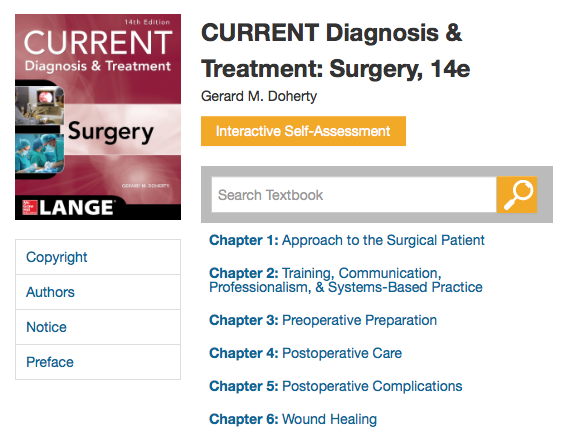 14th Edition
CURRENT
Diagnosis & Treatment
Surgery
GERARD M. DOHERTY
LANGE®
Copyright
Authors
Notice
Preface
CURRENT Diagnosis &
Treatment: Surgery, 14e
Gerard M. Doherty
Interactive Self-Assessment
Search Textbook
Chapter 1: Approach to the Surgical Patient
Chapter 2: Training, Communication,
Professionalism, & Systems-Based Practice
Chapter 3: Preoperative Preparation
Chapter 4: Postoperative Care
Chapter 5: Postoperative Complications
Chapter 6: Wound Healing